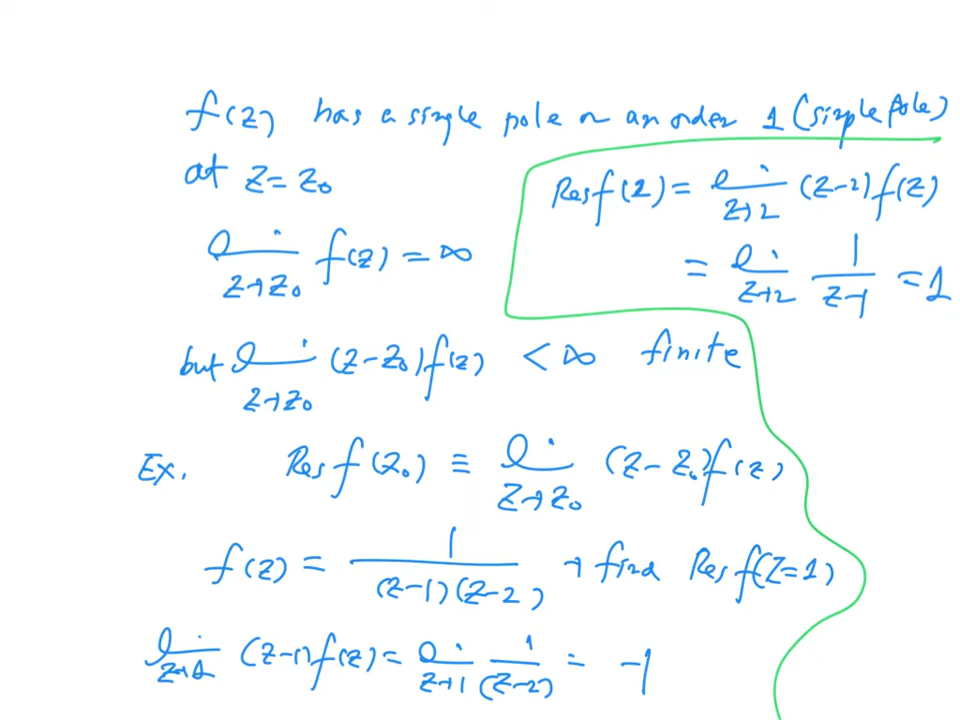 f(z) has a single pole or an order 1 (simple pole)
at z = z₀
lim z→z₀ f(z) = ∞
but lim z→z₀ (z-z₀)f(z) < ∞ finite
Ex. Res f(z₀) ≡ lim z→z₀ (z-z₀)f(z)
f(z) = 1/((z-1)(z-2)) → find Res f(z=1)
lim z→1 (z-1)f(z) = lim z→1 1/(z-2) = -1
Res f(2) = lim z→2 (z-2)f(z)
= lim z→2 1/(z-1) = 1